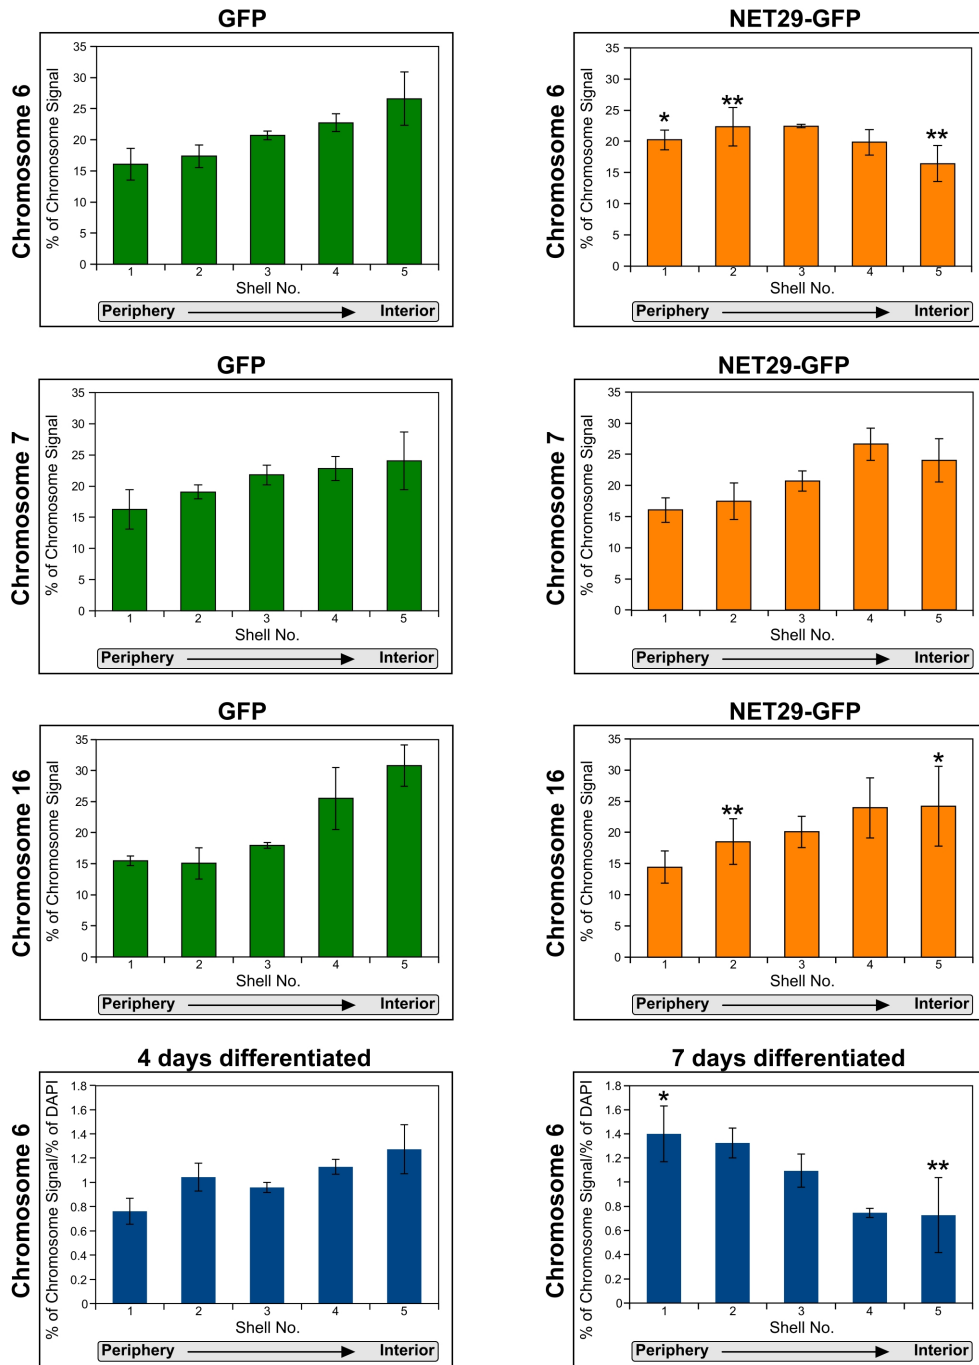 GFP
Chromosome 6
% of Chromosome Signal
35
30
25
20
15
10
5
0
1 2 3 4 5
Shell No.
Periphery Interior
NET29-GFP
Chromosome 6
% of Chromosome Signal
35
30
25
20
15
10
5
0
* ** **
1 2 3 4 5
Shell No.
Periphery Interior
GFP
Chromosome 7
% of Chromosome Signal
35
30
25
20
15
10
5
0
1 2 3 4 5
Shell No.
Periphery Interior
NET29-GFP
Chromosome 7
% of Chromosome Signal
35
30
25
20
15
10
5
0
1 2 3 4 5
Shell No.
Periphery Interior
GFP
Chromosome 16
% of Chromosome Signal
35
30
25
20
15
10
5
0
1 2 3 4 5
Shell No.
Periphery Interior
NET29-GFP
Chromosome 16
% of Chromosome Signal
35
30
25
20
15
10
5
0
** *
1 2 3 4 5
Shell No.
Periphery Interior
4 days differentiated
Chromosome 6
% of Chromosome Signal/% of DAPI
1.8
1.6
1.4
1.2
1
0.8
0.6
0.4
0.2
0
1 2 3 4 5
Shell No.
Periphery Interior
7 days differentiated
Chromosome 6
% of Chromosome Signal/% of DAPI
1.8
1.6
1.4
1.2
1
0.8
0.6
0.4
0.2
0
* **
1 2 3 4 5
Shell No.
Periphery Interior